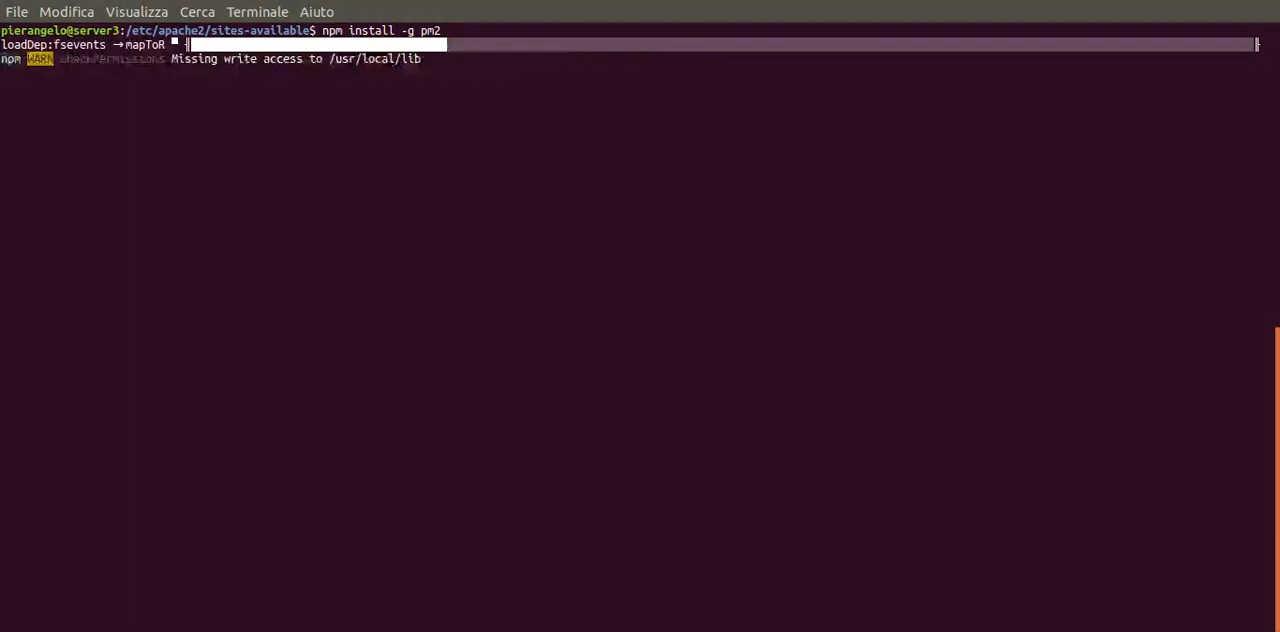 File Modifica Visualizza Cerca Terminale Aiuto
pierangelo@server3:/etc/apache2/sites-available$ npm install -g pm2
loadDep:fsevents → mapToR
npm WARN checkPermissions Missing write access to /usr/local/lib